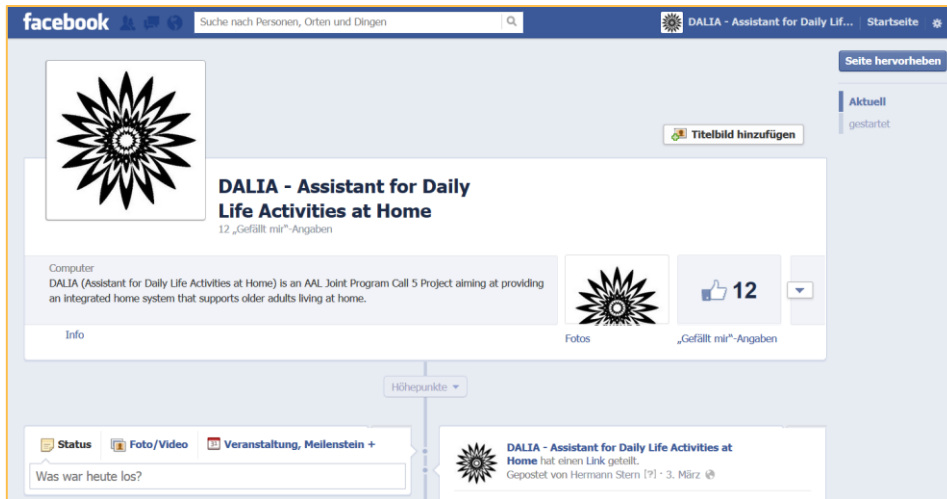 facebook
Suche nach Personen, Orten und Dingen
DALIA - Assistant for Daily Lif...
Startseite
Seite hervorheben
Aktuell
gestartet
Titelbild hinzufügen
DALIA - Assistant for Daily
Life Activities at Home
12 „Gefällt mir“-Angaben
Computer
DALIA (Assistant for Daily Life Activities at Home) is an AAL Joint Program Call 5 Project aiming at providing
an integrated home system that supports older adults living at home.
12
Info
Fotos
„Gefällt mir“-Angaben
Höhepunkte
Status
Foto/Video
31
Veranstaltung, Meilenstein +
Was war heute los?
DALIA - Assistant for Daily Life Activities at
Home hat einen Link geteilt.
Gepostet von Hermann Stern [?] · 3. März